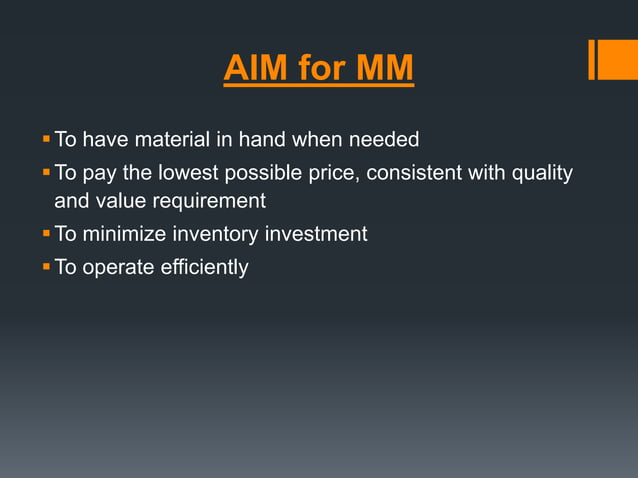 AIM for MM
▪ To have material in hand when needed
▪ To pay the lowest possible price, consistent with quality
and value requirement
▪ To minimize inventory investment
▪ To operate efficiently